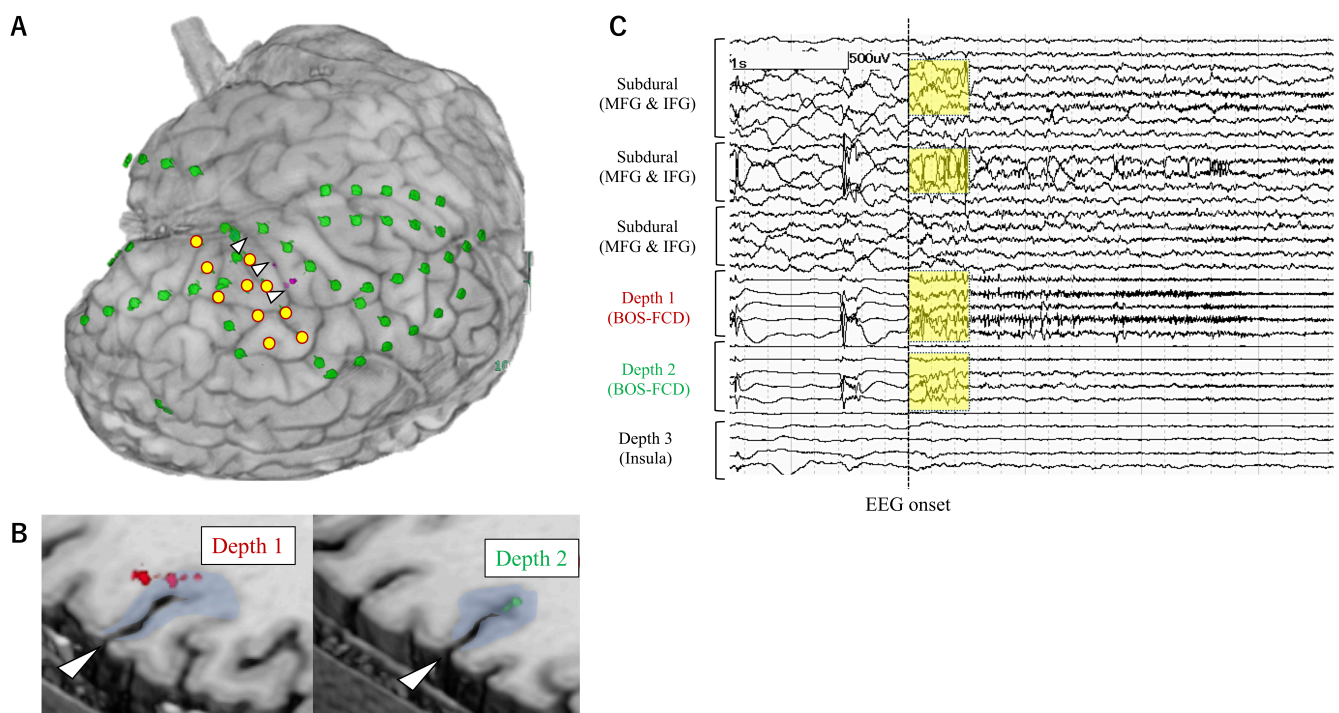 A
C
1s
500uV
Subdural
(MFG & IFG)
Subdural
(MFG & IFG)
Subdural
(MFG & IFG)
Depth 1
(BOS-FCD)
Depth 2
(BOS-FCD)
Depth 3
(Insula)
EEG onset
B
Depth 1
Depth 2